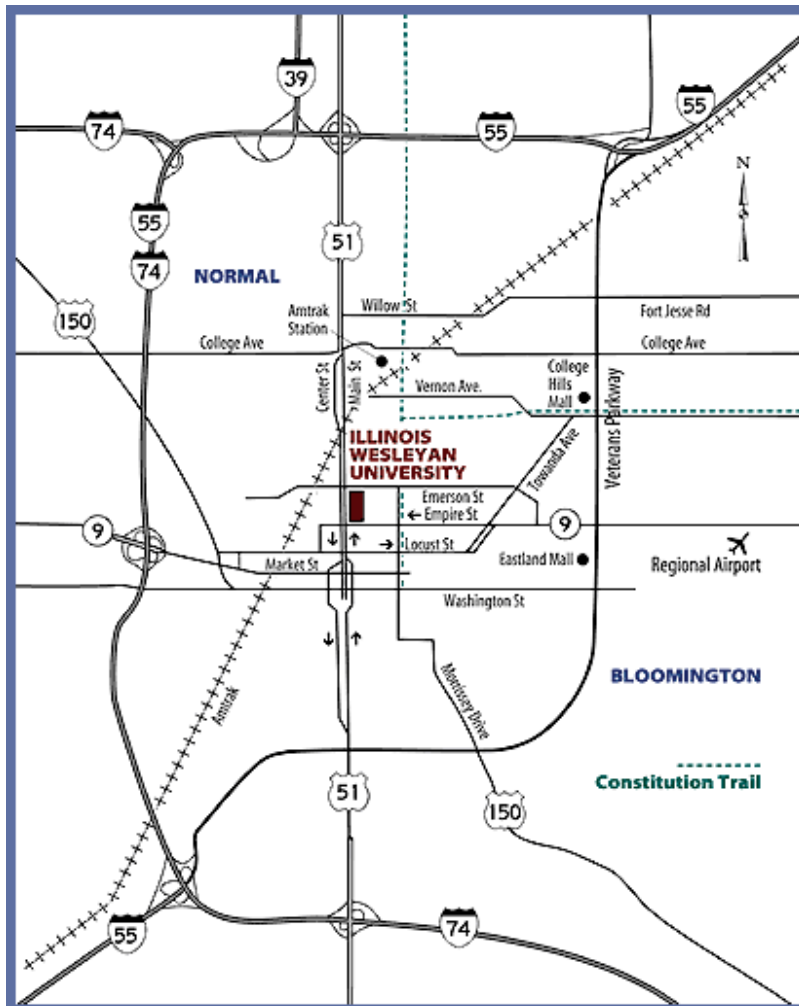 39
55
74
55
N
55
51
74
NORMAL
Willow St
Amtrak
Station
Fort Jesse Rd
150
College Ave
College Ave
College
Hills
Mall
Center St
Main St
Vernon Ave.
Veterans Parkway
Towanda Ave
ILLINOIS
WESLEYAN
UNIVERSITY
Emerson St
Empire St
9
9
Locust St
Eastland Mall
Regional Airport
Market St
Washington St
BLOOMINGTON
Morrissey Drive
Amtrak
Constitution Trail
51
150
55
74